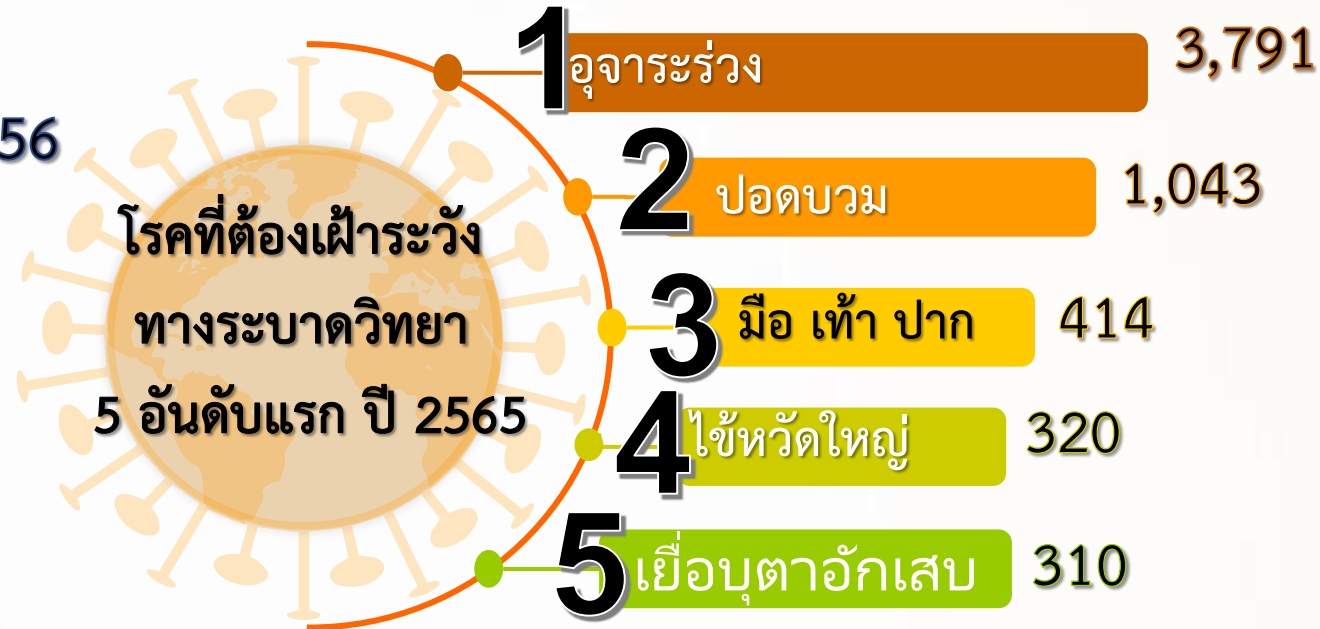 56
โรคที่ต้องเฝ้าระวัง
ทางระบาดวิทยา
5 อันดับแรก ปี 2565
1 อุจาระร่วง 3,791
2 ปอดบวม 1,043
3 มือ เท้า ปาก 414
4 ไข้หวัดใหญ่ 320
5 เยื่อบุตาอักเสบ 310